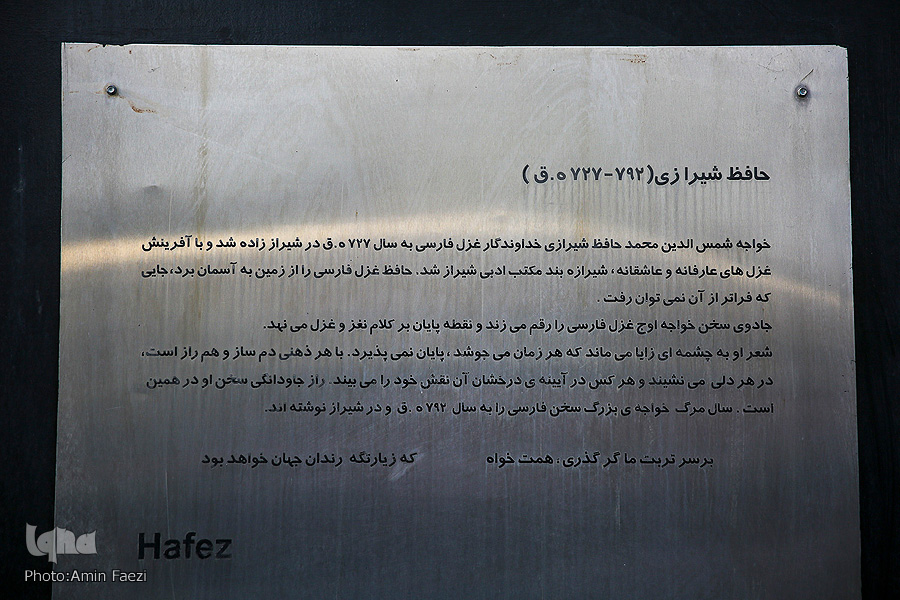 حافظ شیرازی(۷۹۲-۷۲۷ ه.ق )
خواجه شمس الدین محمد حافظ شیرازی خداوندگار غزل فارسی به سال ۷۲۷ ه.ق در شیراز زاده شد و با آفرینش
غزل های عارفانه و عاشقانه ، شیرازه بند مکتب ادبی شیراز شد. حافظ غزل فارسی را از زمین به آسمان برد، جایی
که فراتر از آن نمی توان رفت .
جادوی سخن خواجه اوج غزل فارسی را رقم می زند و نقطه پایان بر کلام نغز و غزل می نهد.
شعر او به چشمه ای زایا می ماند که هر زمان می جوشد ، پایان نمی پذیرد. با هر ذهنی دم ساز و هم راز است،
در هر دلی می نشیند و هر کس در آیینه ی درخشان آن نقش خود را می بیند. راز جاودانگی سخن او در همین
است . سال مرگ خواجه ی بزرگ سخن فارسی را به سال ۷۹۲ ه .ق و در شیراز نوشته اند.
برسر تربت ما گر گذری، همت خواه که زیارتگه رندان جهان خواهد بود
Hafez
iqna
Photo:Amin Faezi